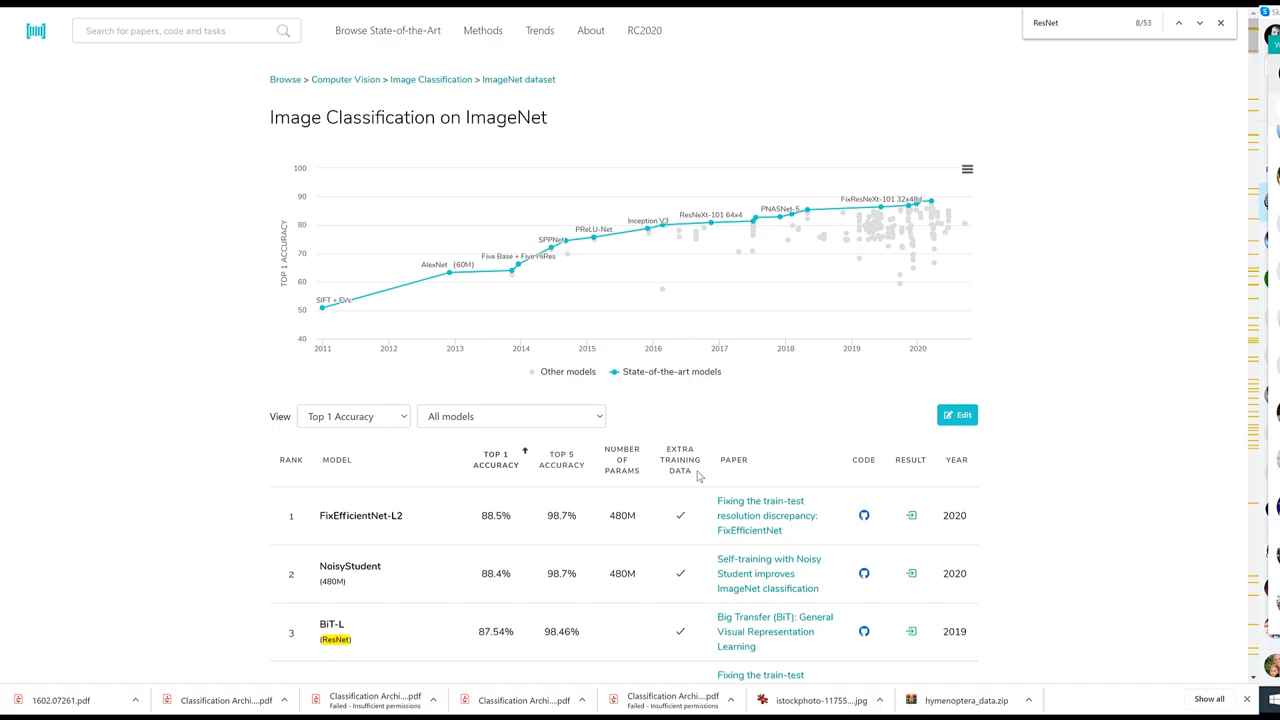 Search for papers, code and tasks
Browse State-of-the-Art Methods Trends About RC2020
ResNet 8/53
Browse > Computer Vision > Image Classification > ImageNet dataset
Image Classification on ImageNet
TOP 1 ACCURACY
100
90
80
70
60
50
40
SIFT + FVs
AlexNet (60M)
Five Base + Five HiRes
SPPNet
PReLU-Net
Inception V3
ResNeXt-101 64x4
PNASNet-5
FixResNeXt-101 32x48d
2011 2012 2013 2014 2015 2016 2017 2018 2019 2020
Other models State-of-the-art models
View Top 1 Accuracy All models Edit
RANK MODEL TOP 1 ACCURACY TOP 5 ACCURACY NUMBER OF PARAMS EXTRA TRAINING DATA PAPER CODE RESULT YEAR
1 FixEfficientNet-L2 88.5% 98.7% 480M Fixing the train-test resolution discrepancy: FixEfficientNet 2020
2 NoisyStudent (480M) 88.4% 98.7% 480M Self-training with Noisy Student improves ImageNet classification 2020
3 BiT-L (ResNet) 87.54% 98.46% Big Transfer (BiT): General Visual Representation Learning 2019
Fixing the train-test
1602.07261.pdf
Classification Archi....pdf
Classification Archi....pdf
Failed - Insufficient permissions
Classification Archi....pdf
Classification Archi....pdf
Failed - Insufficient permissions
istockphoto-11755....jpg
hymenoptera_data.zip
Show all